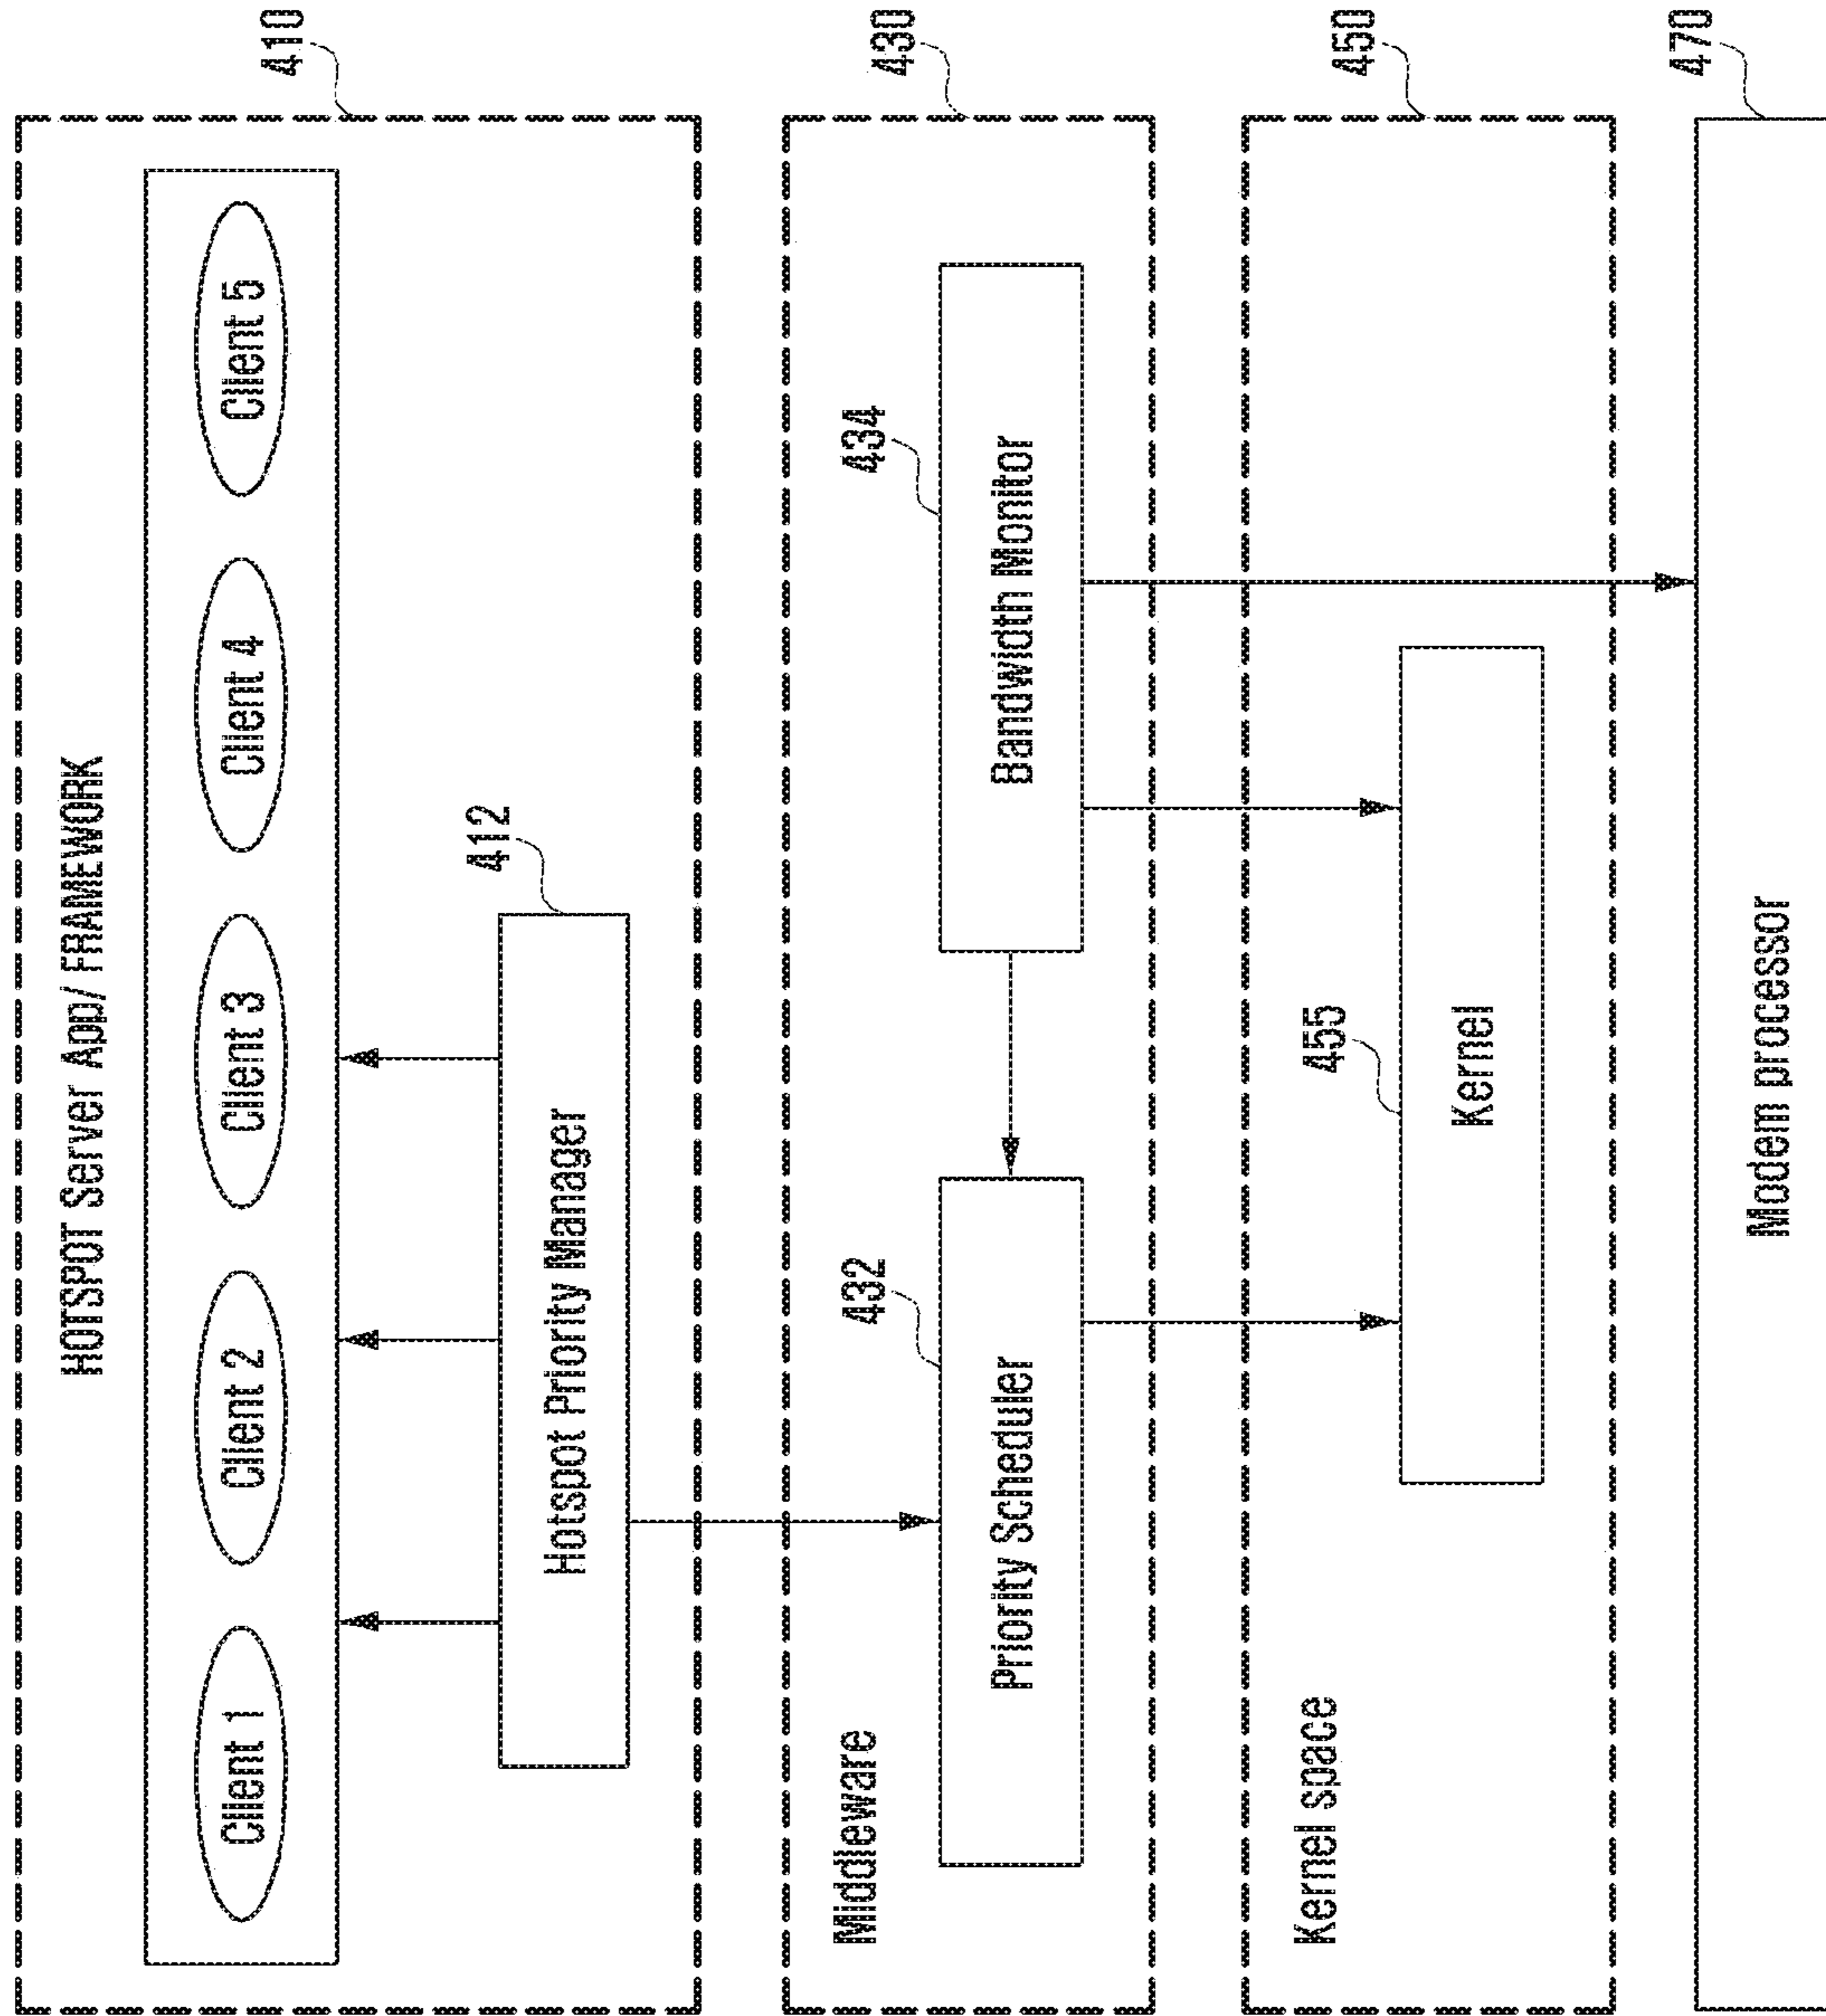 HOTSPOT Server App/ FRAMEWORK
410
Client 1
Client 2
Client 3
Client 4
Client 5
412
Hotspot Priority Manager
Middleware
430
432
434
Priority Scheduler
Bandwidth Monitor
Kernel space
450
455
Kernel
470
Modem processor